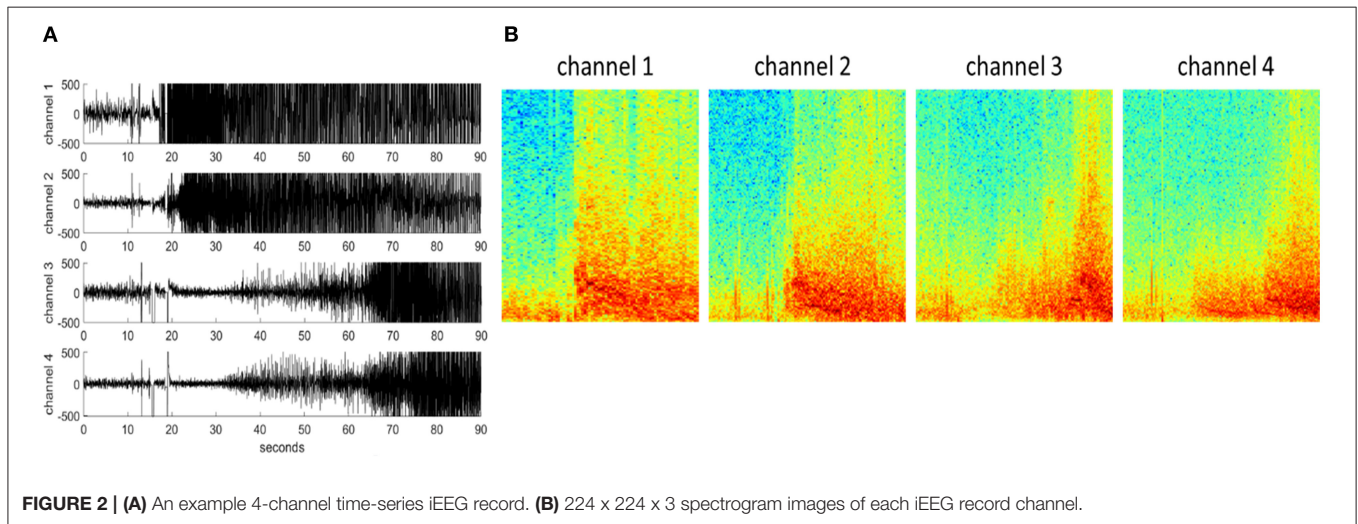 A
B
channel 1
channel 2
channel 3
channel 4
channel 1
500
0
-500
0 10 20 30 40 50 60 70 80 90
channel 2
500
0
-500
0 10 20 30 40 50 60 70 80 90
channel 3
500
0
-500
0 10 20 30 40 50 60 70 80 90
channel 4
500
0
-500
0 10 20 30 40 50 60 70 80 90
seconds
FIGURE 2 | (A) An example 4-channel time-series iEEG record. (B) 224 x 224 x 3 spectrogram images of each iEEG record channel.